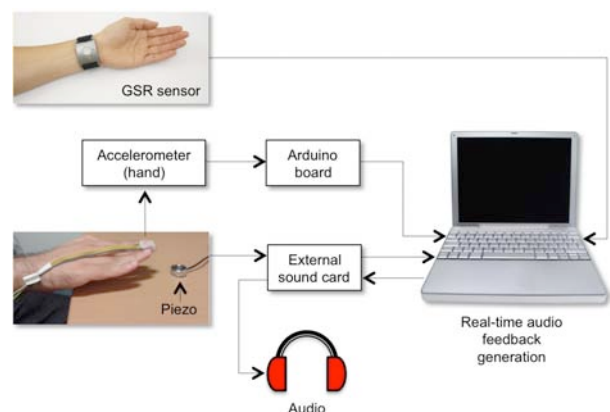 GSR sensor
Accelerometer
(hand)
Arduino
board
Piezo
External
sound card
Real-time audio
feedback
generation
Audio